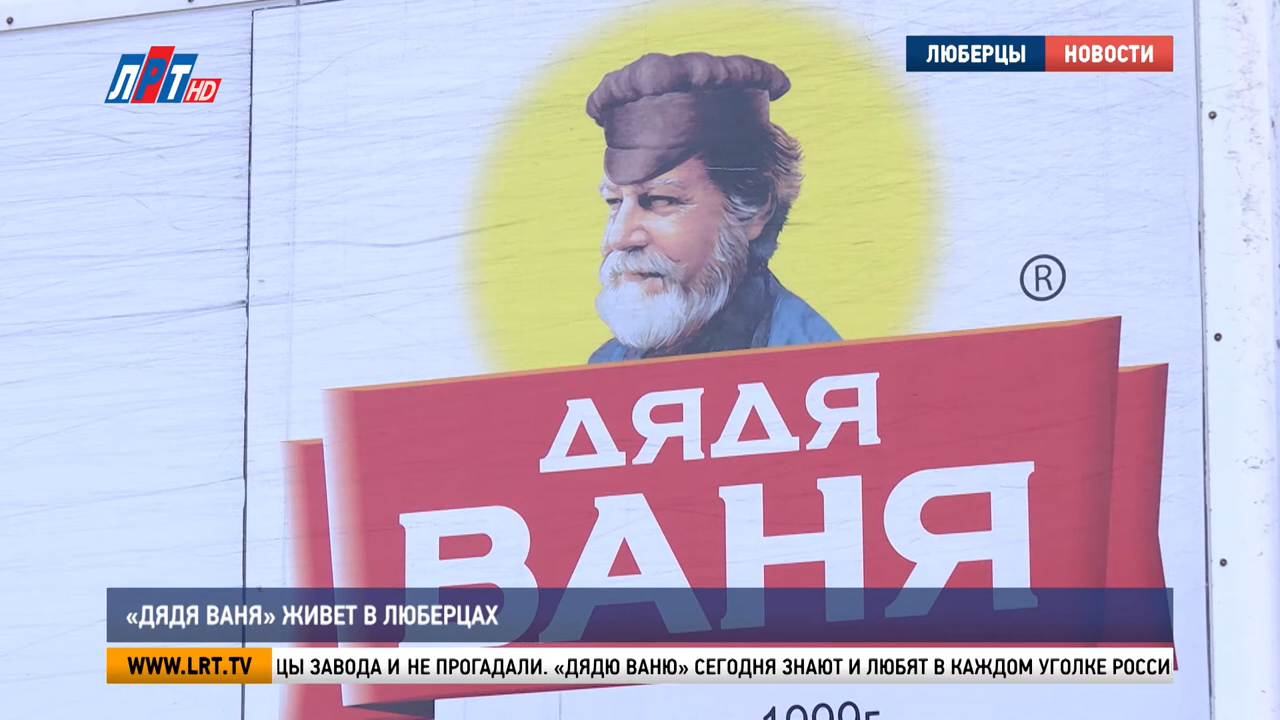 ЛРТ HD
ЛЮБЕРЦЫ НОВОСТИ
®
ДЯДЯ
ВАНЯ
«ДЯДЯ ВАНЯ» ЖИВЕТ В ЛЮБЕРЦАХ
WWW.LRT.TV ЦЫ ЗАВОДА И НЕ ПРОГАДАЛИ. «ДЯДЮ ВАНЮ» СЕГОДНЯ ЗНАЮТ И ЛЮБЯТ В КАЖДОМ УГОЛКЕ РОССИ